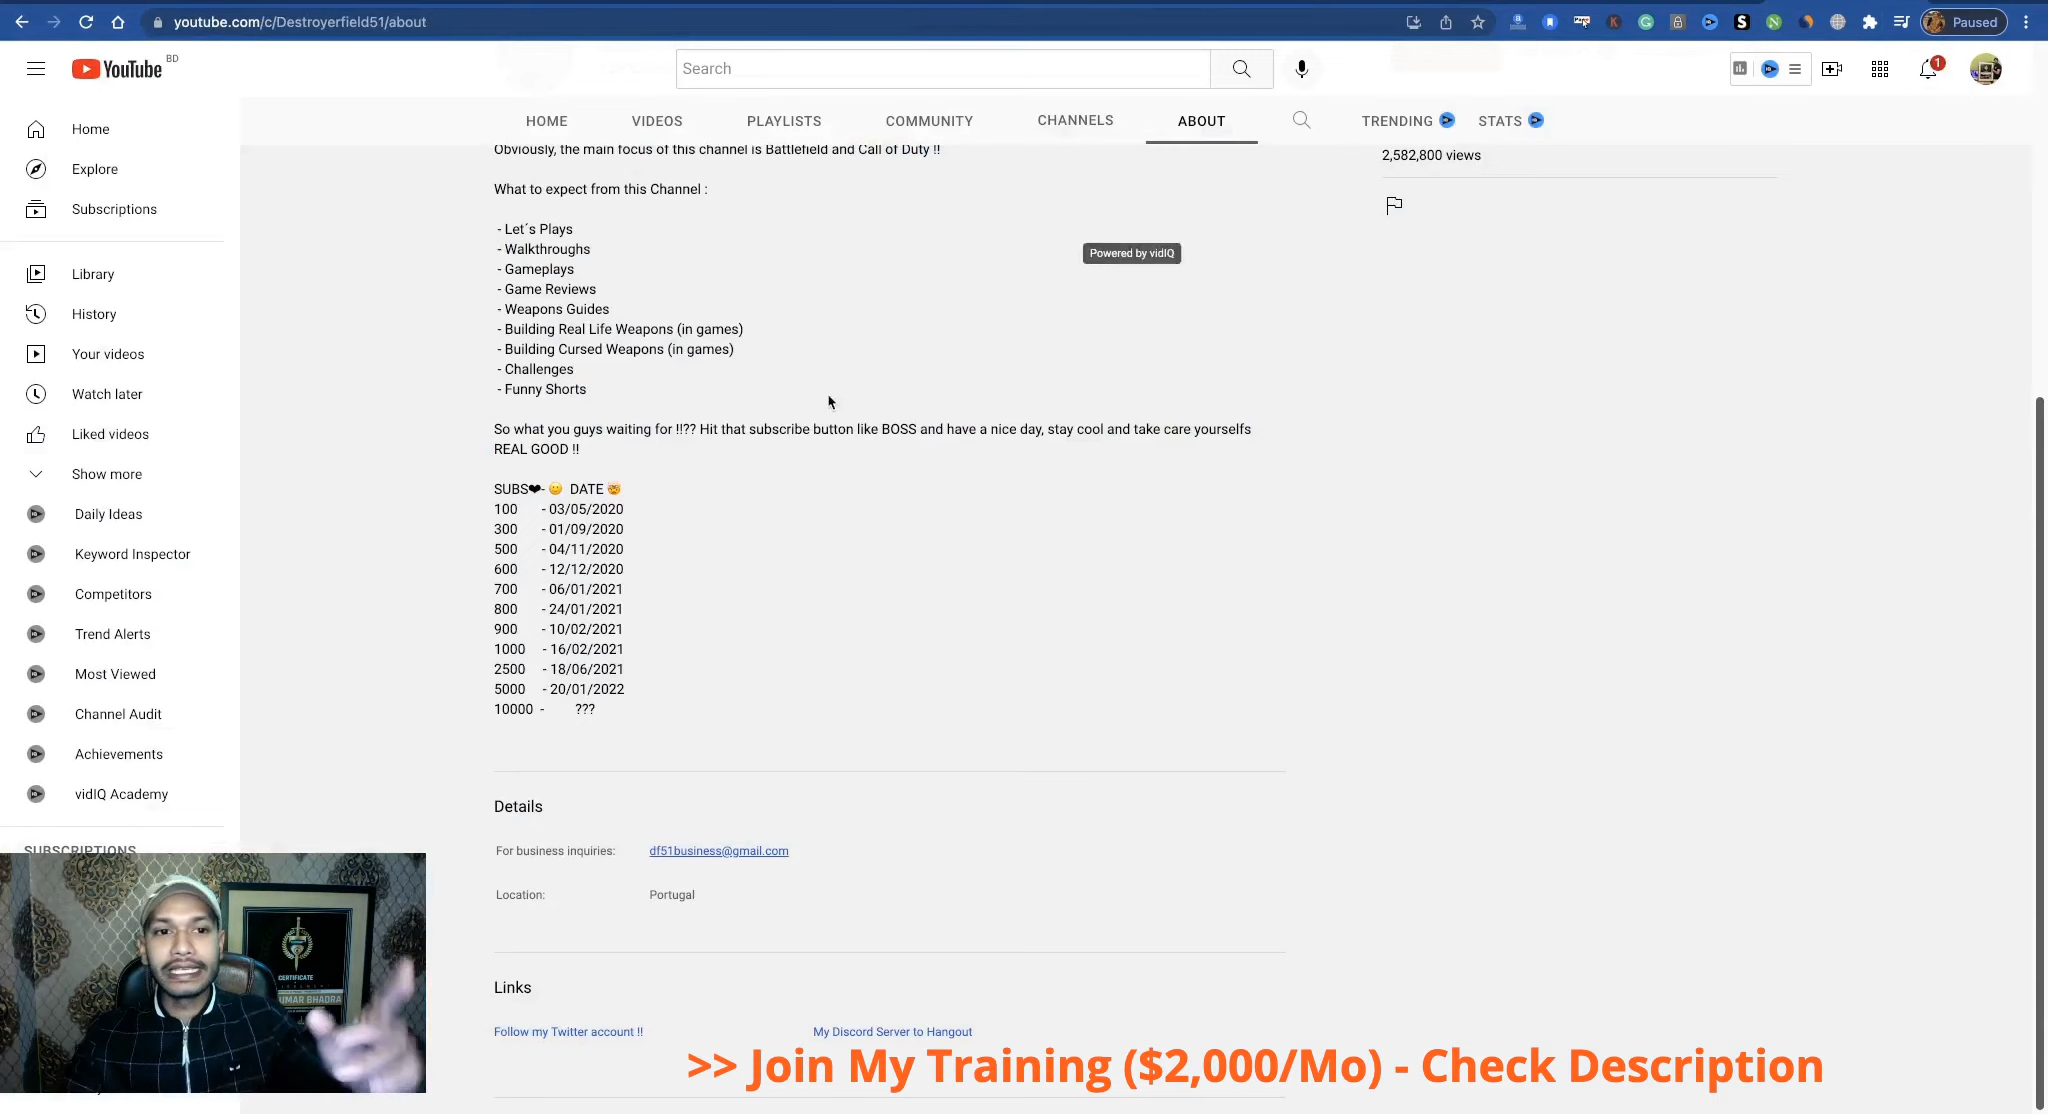 youtube.com/c/Destroyerfield51/about
Paused
YouTube BD
Search
1
HOME VIDEOS PLAYLISTS COMMUNITY CHANNELS ABOUT TRENDING STATS
Home
Explore
Subscriptions
Library
History
Your videos
Watch later
Liked videos
Show more
Daily Ideas
Keyword Inspector
Competitors
Trend Alerts
Most Viewed
Channel Audit
Achievements
vidIQ Academy
SUBSCRIPTIONS
Obviously, the main focus of this channel is Battlefield and Call of Duty !!
What to expect from this Channel :
- Let´s Plays
- Walkthroughs
- Gameplays
- Game Reviews
- Weapons Guides
- Building Real Life Weapons (in games)
- Building Cursed Weapons (in games)
- Challenges
- Funny Shorts
So what you guys waiting for !!?? Hit that subscribe button like BOSS and have a nice day, stay cool and take care yourselfs
REAL GOOD !!
SUBS❤- 🙂 DATE 🤯
100 - 03/05/2020
300 - 01/09/2020
500 - 04/11/2020
600 - 12/12/2020
700 - 06/01/2021
800 - 24/01/2021
900 - 10/02/2021
1000 - 16/02/2021
2500 - 18/06/2021
5000 - 20/01/2022
10000 - ???
2,582,800 views
Powered by vidIQ
Details
For business inquiries: df51business@gmail.com
Location: Portugal
Links
Follow my Twitter account !! My Discord Server to Hangout
CERTIFICATE
UMAR BHADRA
>> Join My Training ($2,000/Mo) - Check Description